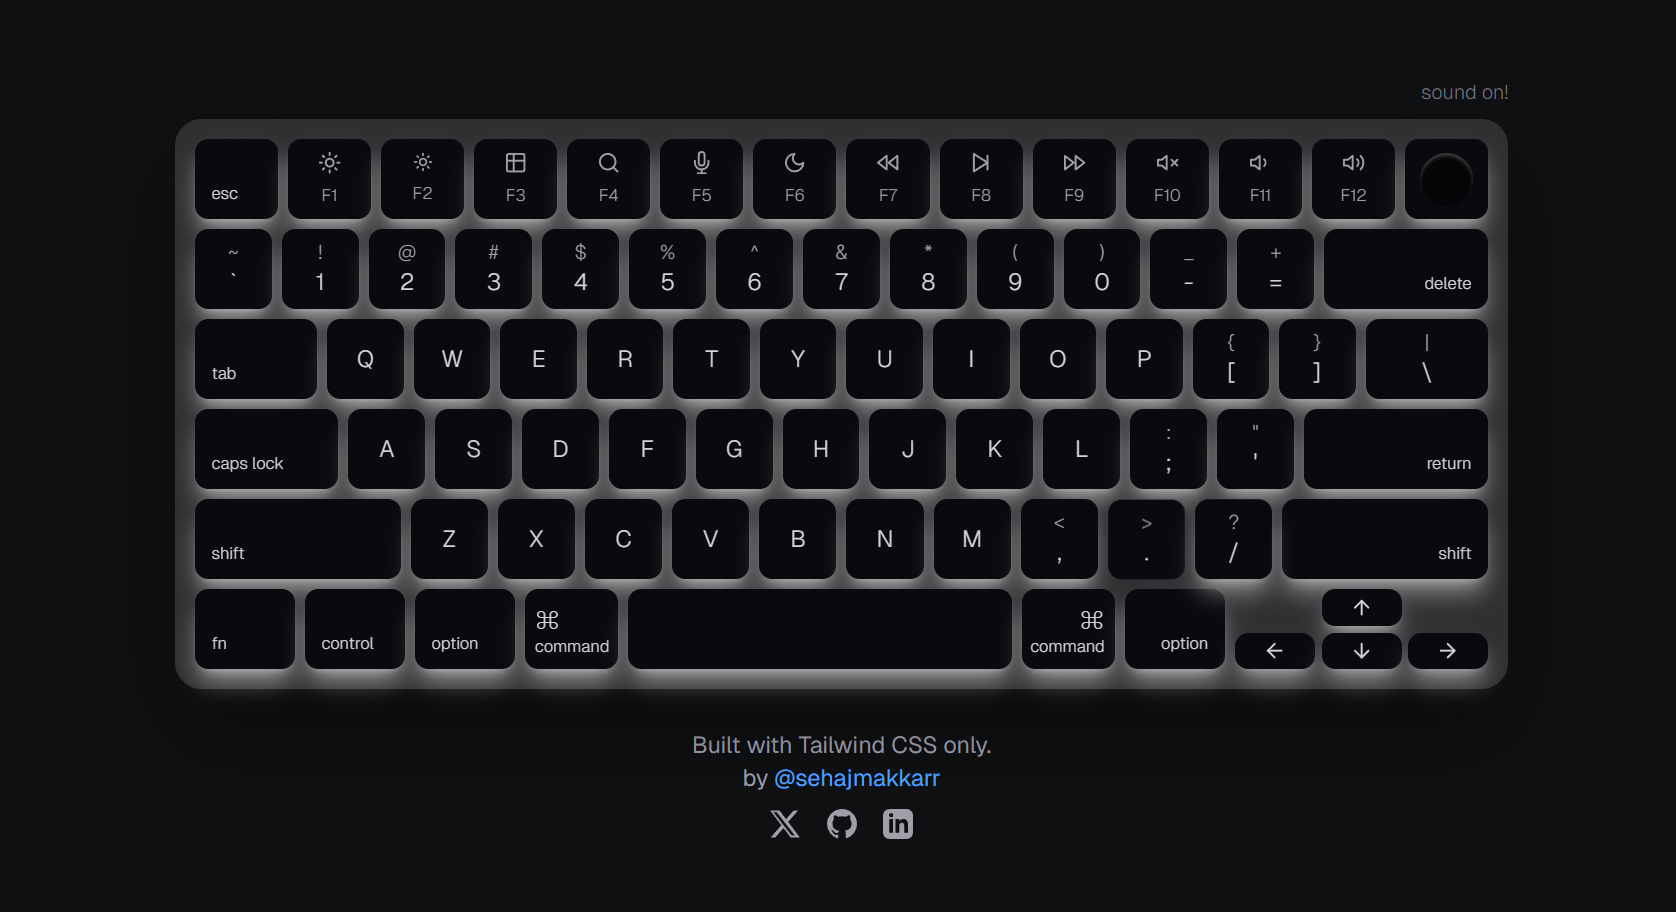 sound on!
esc F1 F2 F3 F4 F5 F6 F7 F8 F9 F10 F11 F12
~ ! @ # $ % ^ & * ( ) _ +
` 1 2 3 4 5 6 7 8 9 0 - = delete
tab Q W E R T Y U I O P { [ } ] | \
caps lock A S D F G H J K L : ; " ' return
shift Z X C V B N M < , > . ? / shift
fn control option ⌘ command ⌘ command option ← ↑ ↓ →
Built with Tailwind CSS only.
by @sehajmakkarr
in